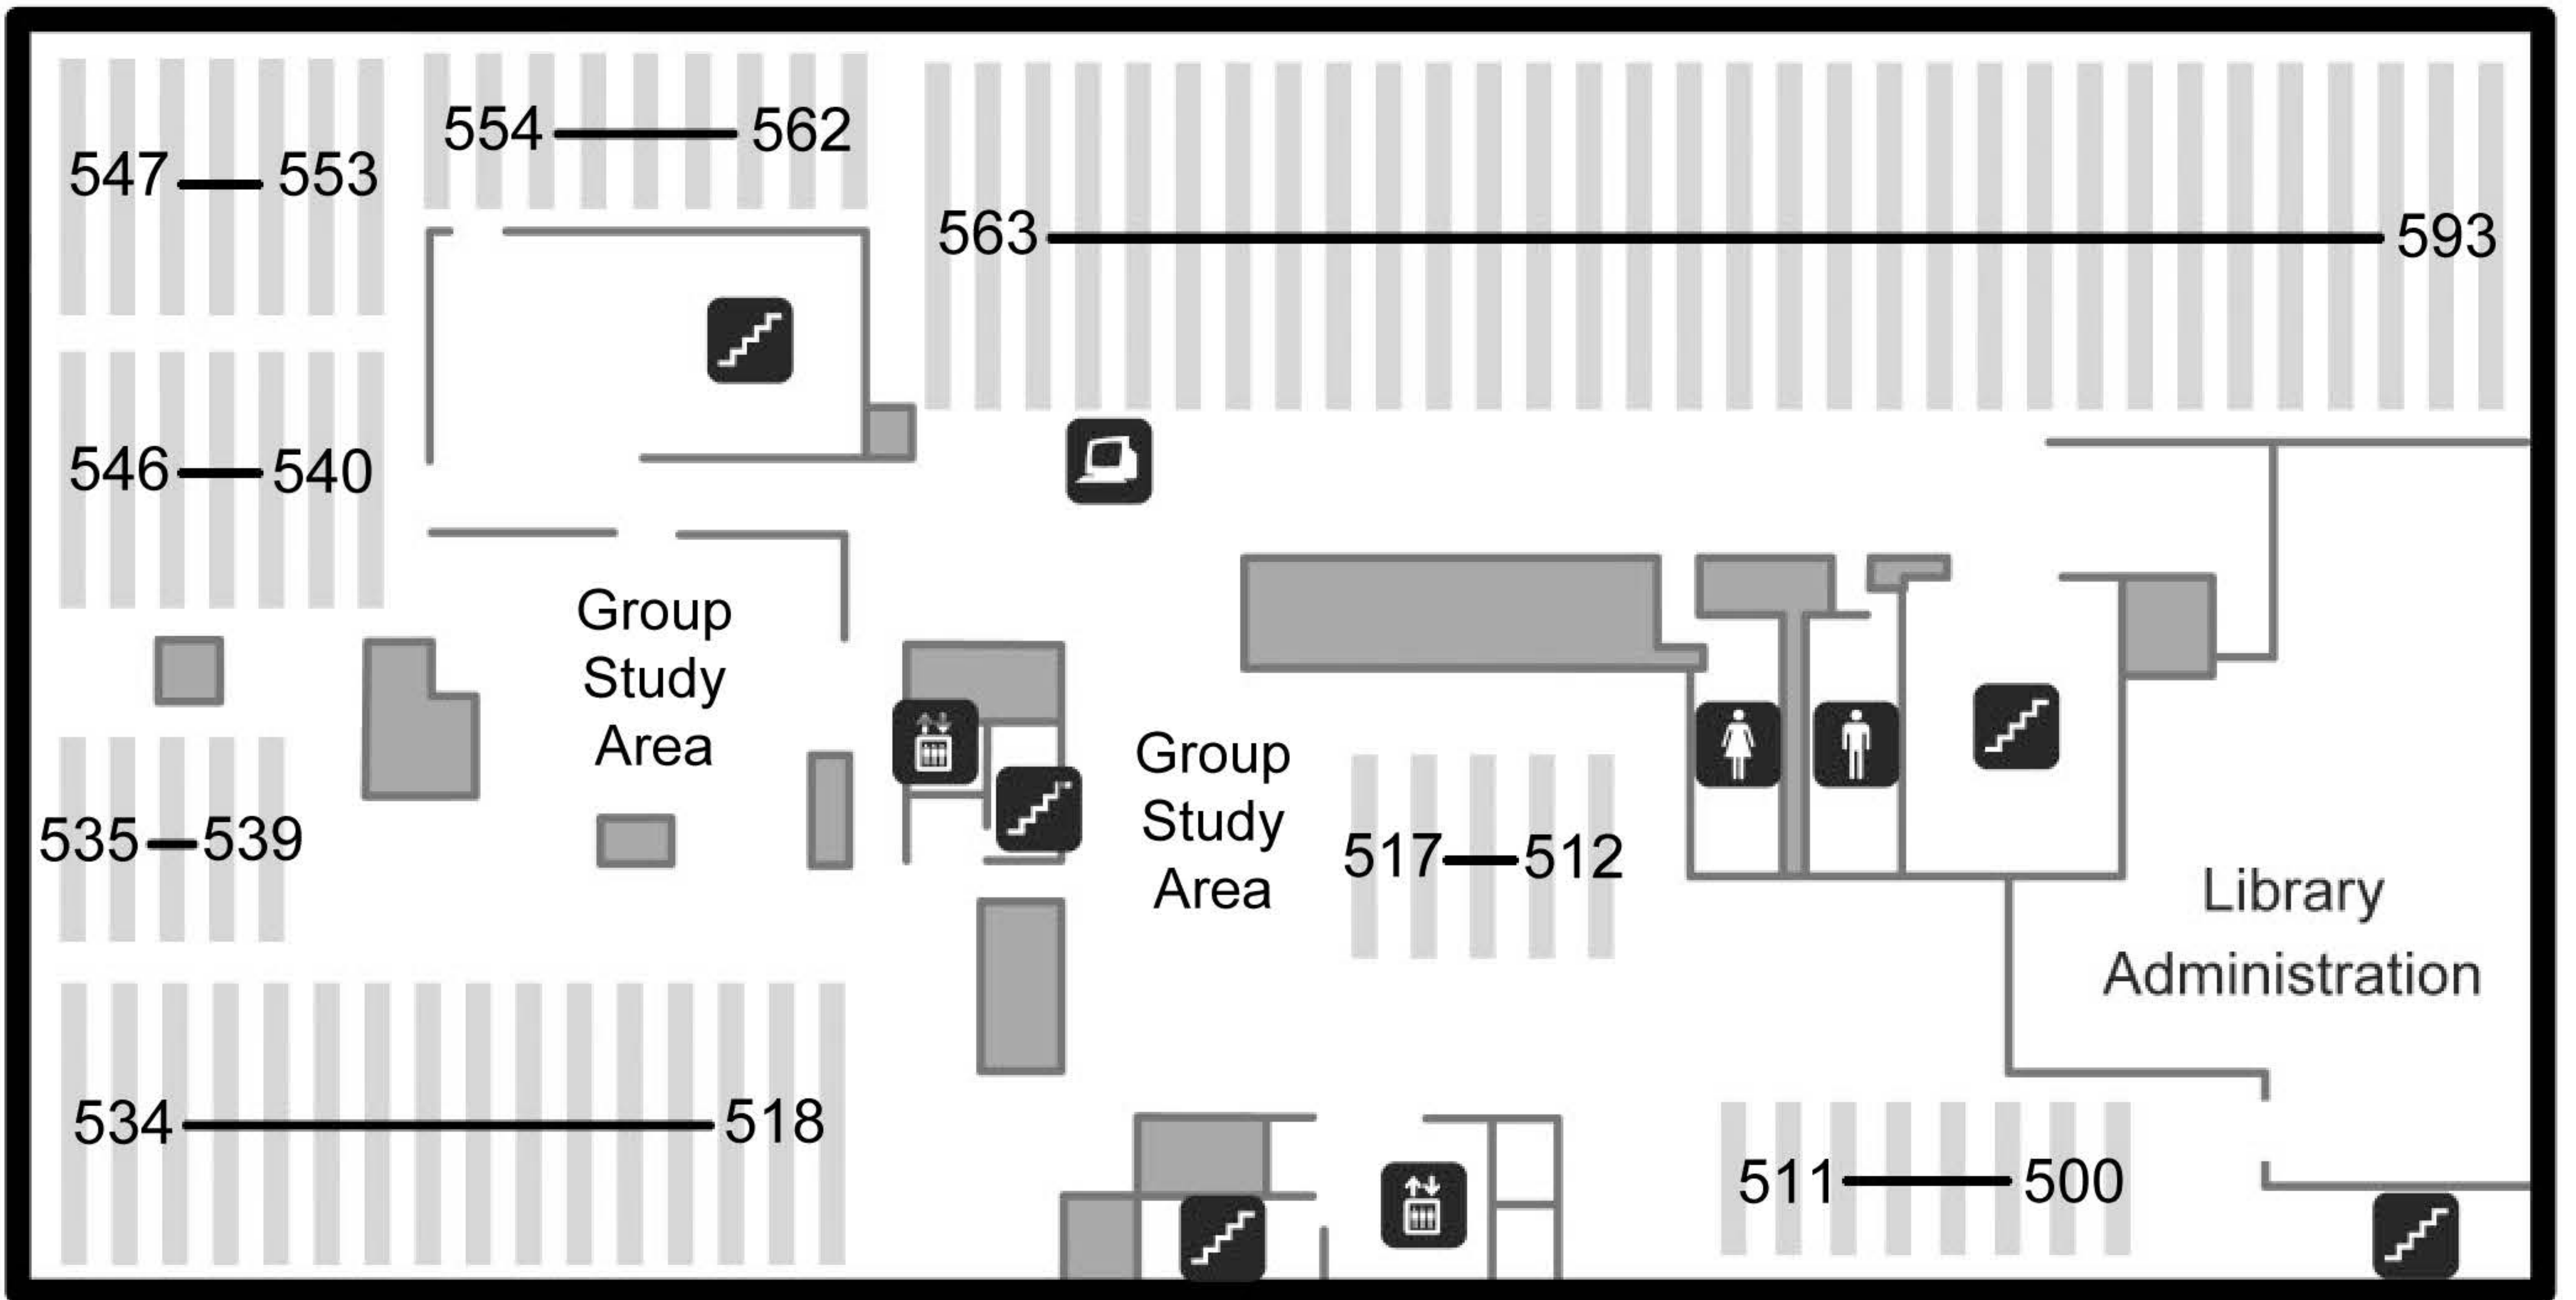 554 — 562
547 — 553
563 — 593
546 — 540
Group
Study
Area
Group
Study
Area
535 — 539
517 — 512
Library
Administration
534 — 518
511 — 500